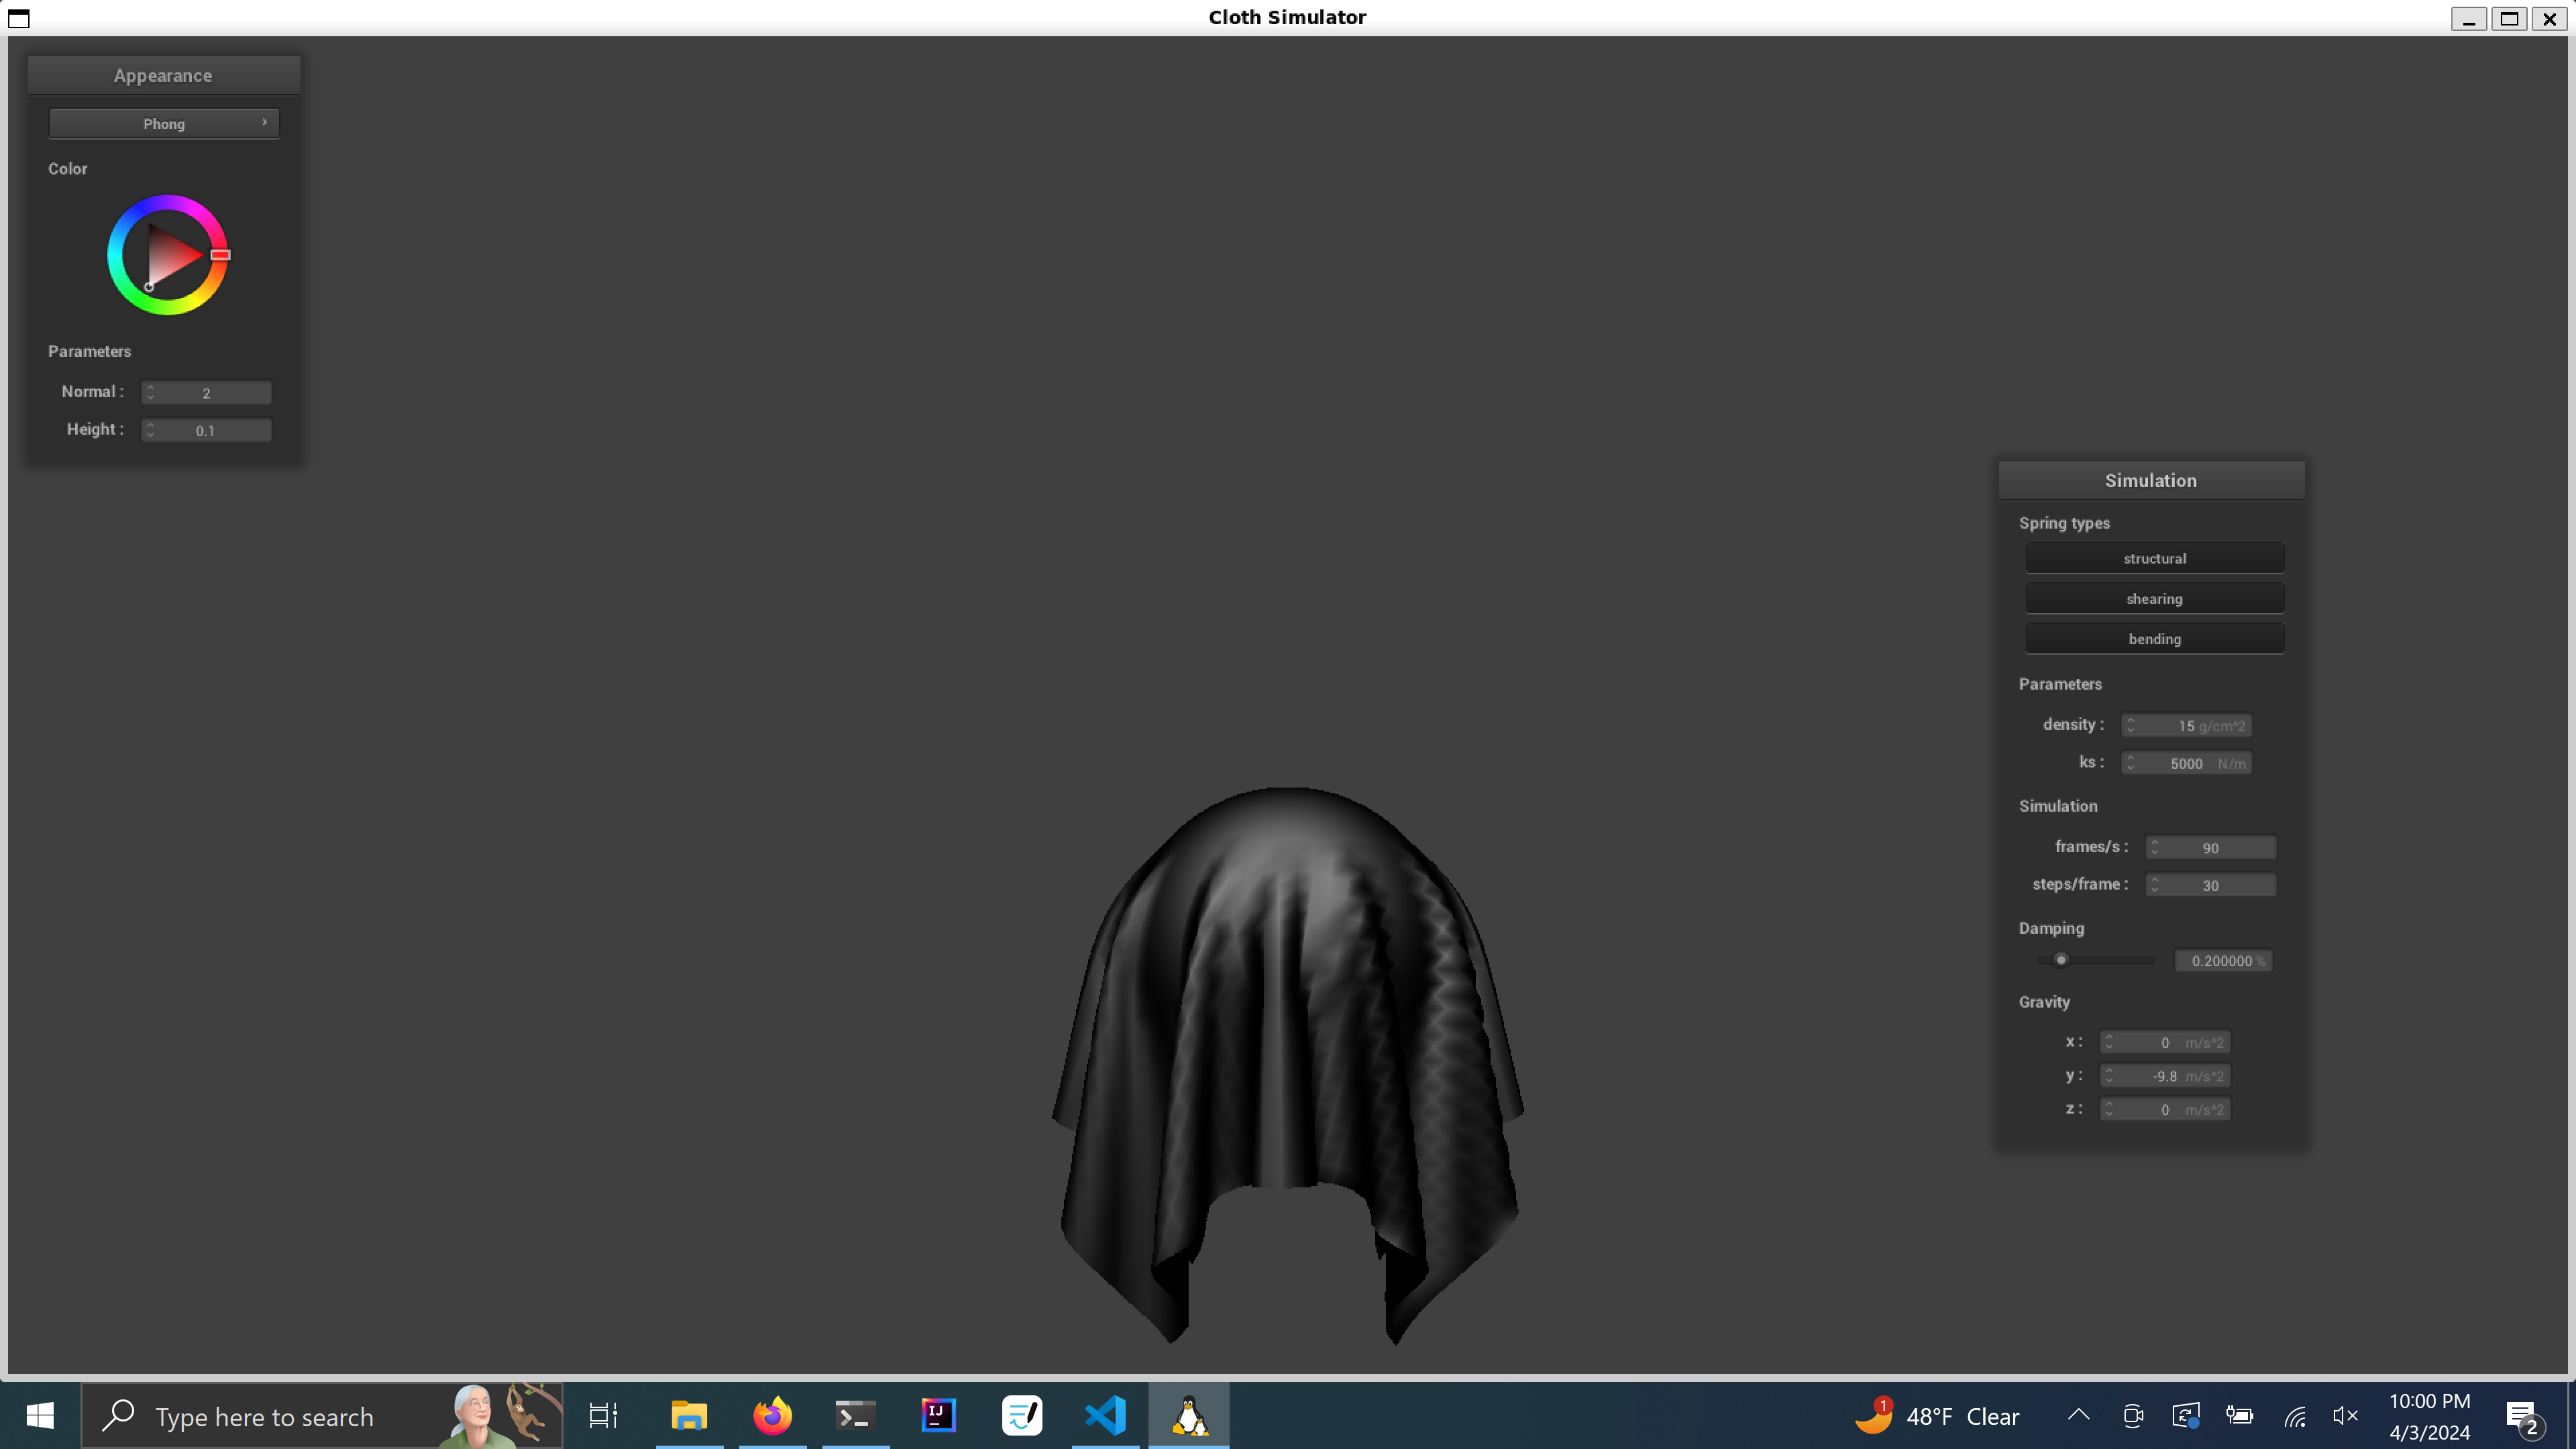 Cloth Simulator
Appearance
Phong
Color
Parameters
Normal : 2
Height : 0.1
Simulation
Spring types
structural
shearing
bending
Parameters
density : 15 g/cm^2
ks : 5000 N/m
Simulation
frames/s : 90
steps/frame : 30
Damping
0.200000 %
Gravity
x : 0 m/s^2
y : -9.8 m/s^2
z : 0 m/s^2
Type here to search
IJ
1
48°F Clear
10:00 PM
4/3/2024
2